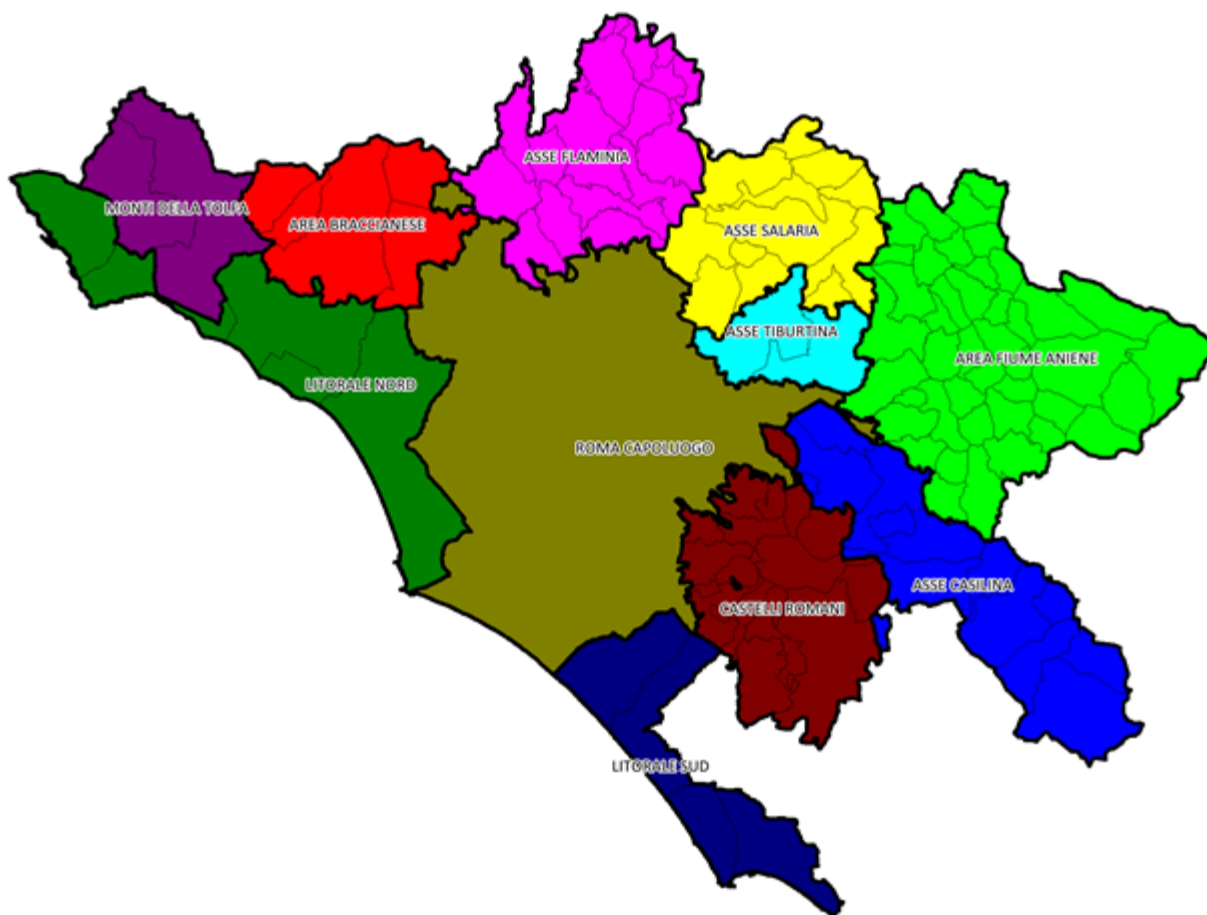 ASSE FLAMINIA
MONTI DELLA TOLFA
AREA BRACCIANESE
ASSE SALARIA
ASSE TIBURTINA
AREA FIUME ANIENE
LITORALE NORD
ROMA CAPOLUOGO
ASSE CASILINA
CASTELLI ROMANI
LITORALE SUD